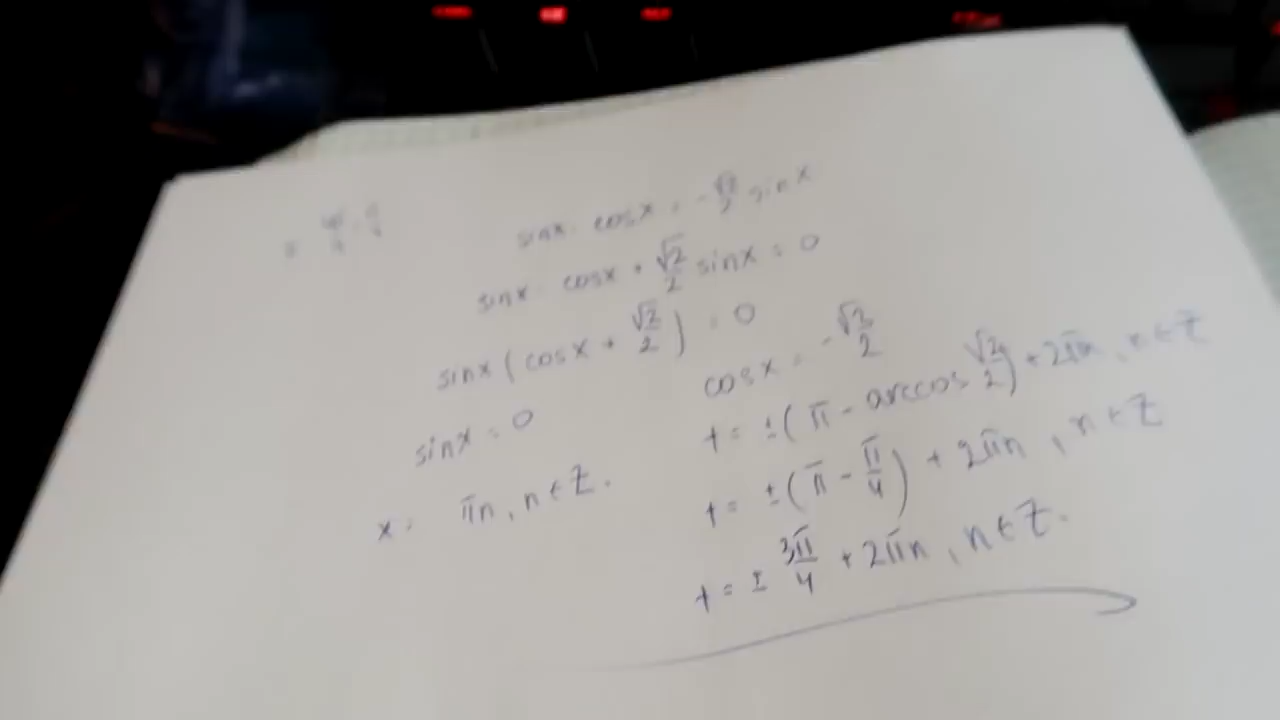 sinx · cosx = -√2/2 sinx
sinx · cosx + √2/2 sinx = 0
sinx (cosx + √2/2) = 0
sinx = 0
x = πn, n ∈ Z.
cosx = -√2/2
t = ±(π - arccos √2/2) + 2πn, n ∈ Z
t = ±(π - π/4) + 2πn, n ∈ Z
t = ± 3π/4 + 2πn, n ∈ Z.